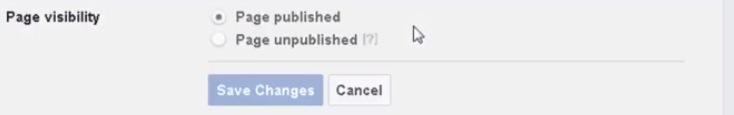 Page visibility Page published
Page unpublished [?]
Save Changes Cancel